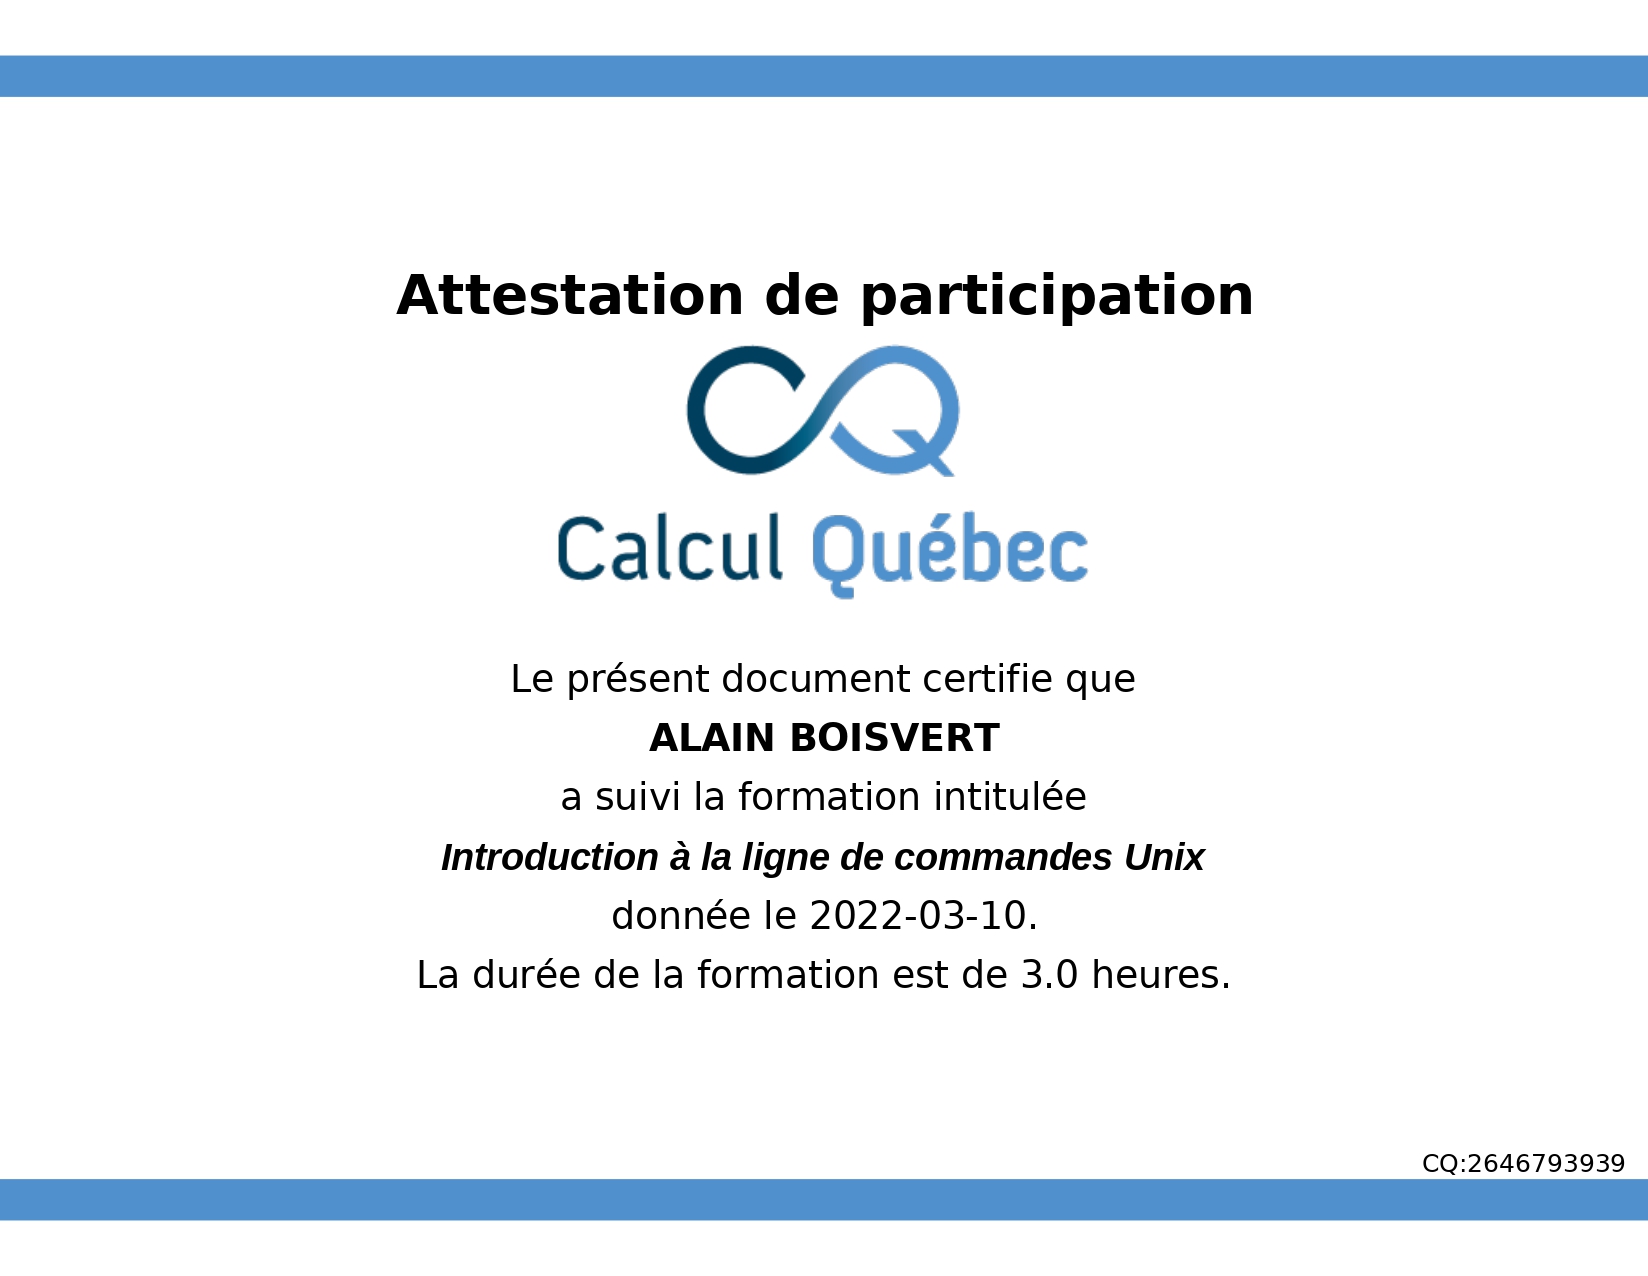 Attestation de participation
CQ
Calcul Québec
Le présent document certifie que
ALAIN BOISVERT
a suivi la formation intitulée
Introduction à la ligne de commandes Unix
donnée le 2022-03-10.
La durée de la formation est de 3.0 heures.
CQ:2646793939